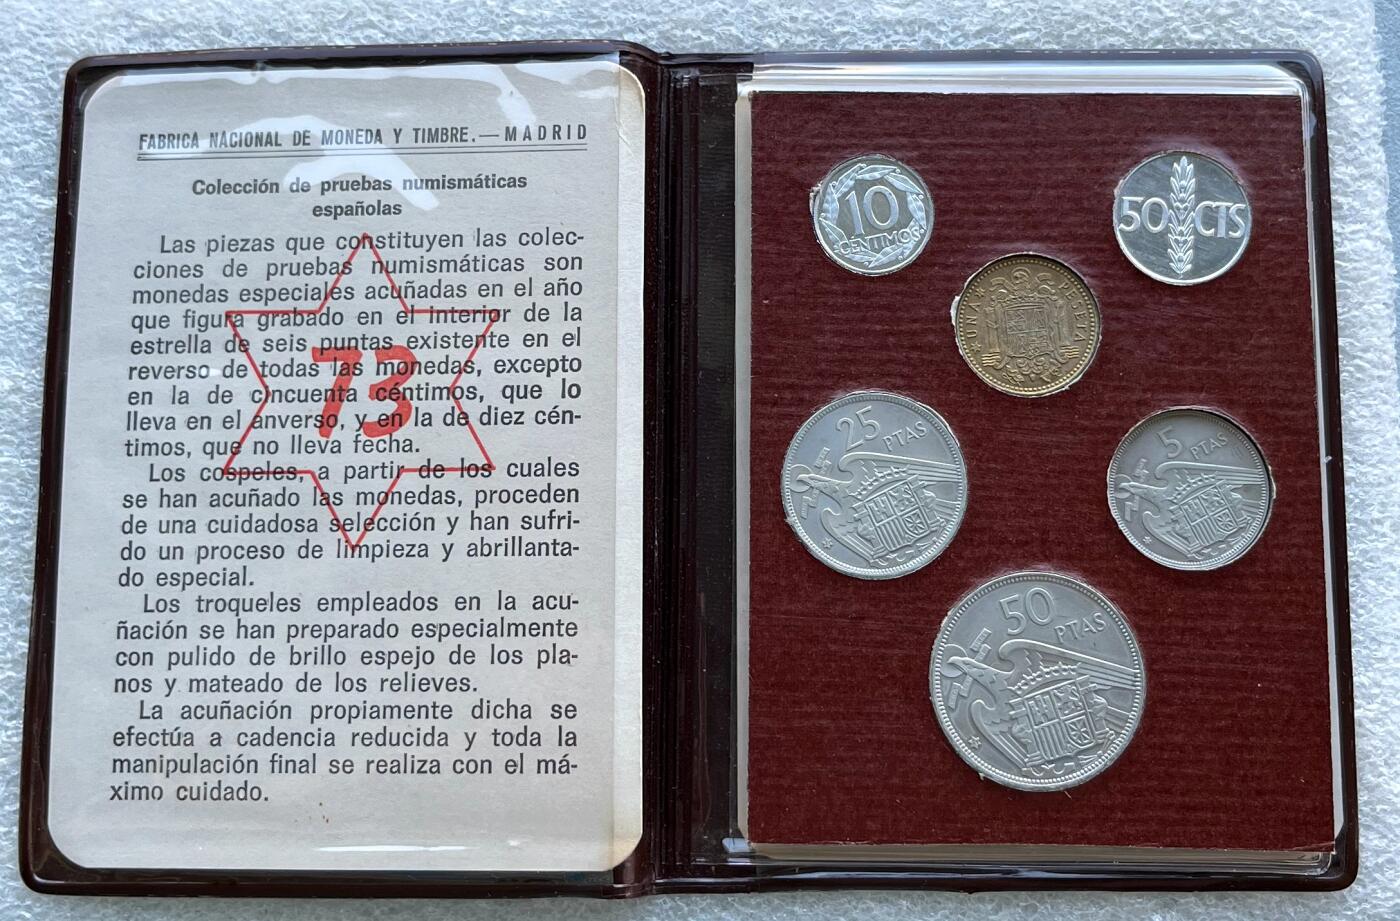 FABRICA NACIONAL DE MONEDA Y TIMBRE.—MADRID
Colección de pruebas numismáticas
españolas
Las piezas que constituyen las colec-
ciones de pruebas numismáticas son
monedas especiales acuñadas en el año
que figura grabado en el interior de la
estrella de seis puntas existente en el
reverso de todas las monedas, excepto
en la de cincuenta céntimos, que lo
lleva en el anverso, y en la de diez cén-
timos, que no lleva fecha.
Los cospeles, a partir de los cuales
se han acuñado las monedas, proceden
de una cuidadosa selección y han sufri-
do un proceso de limpieza y abrillanta-
do especial.
Los troqueles empleados en la acu-
ñación se han preparado especialmente
con pulido de brillo espejo de los pla-
nos y mateado de los relieves.
La acuñación propiamente dicha se
efectúa a cadencia reducida y toda la
manipulación final se realiza con el má-
ximo cuidado.
73
10
CENTIMOS
50 CTS
UNA PESETA
25 PTAS
5 PTAS
50 PTAS